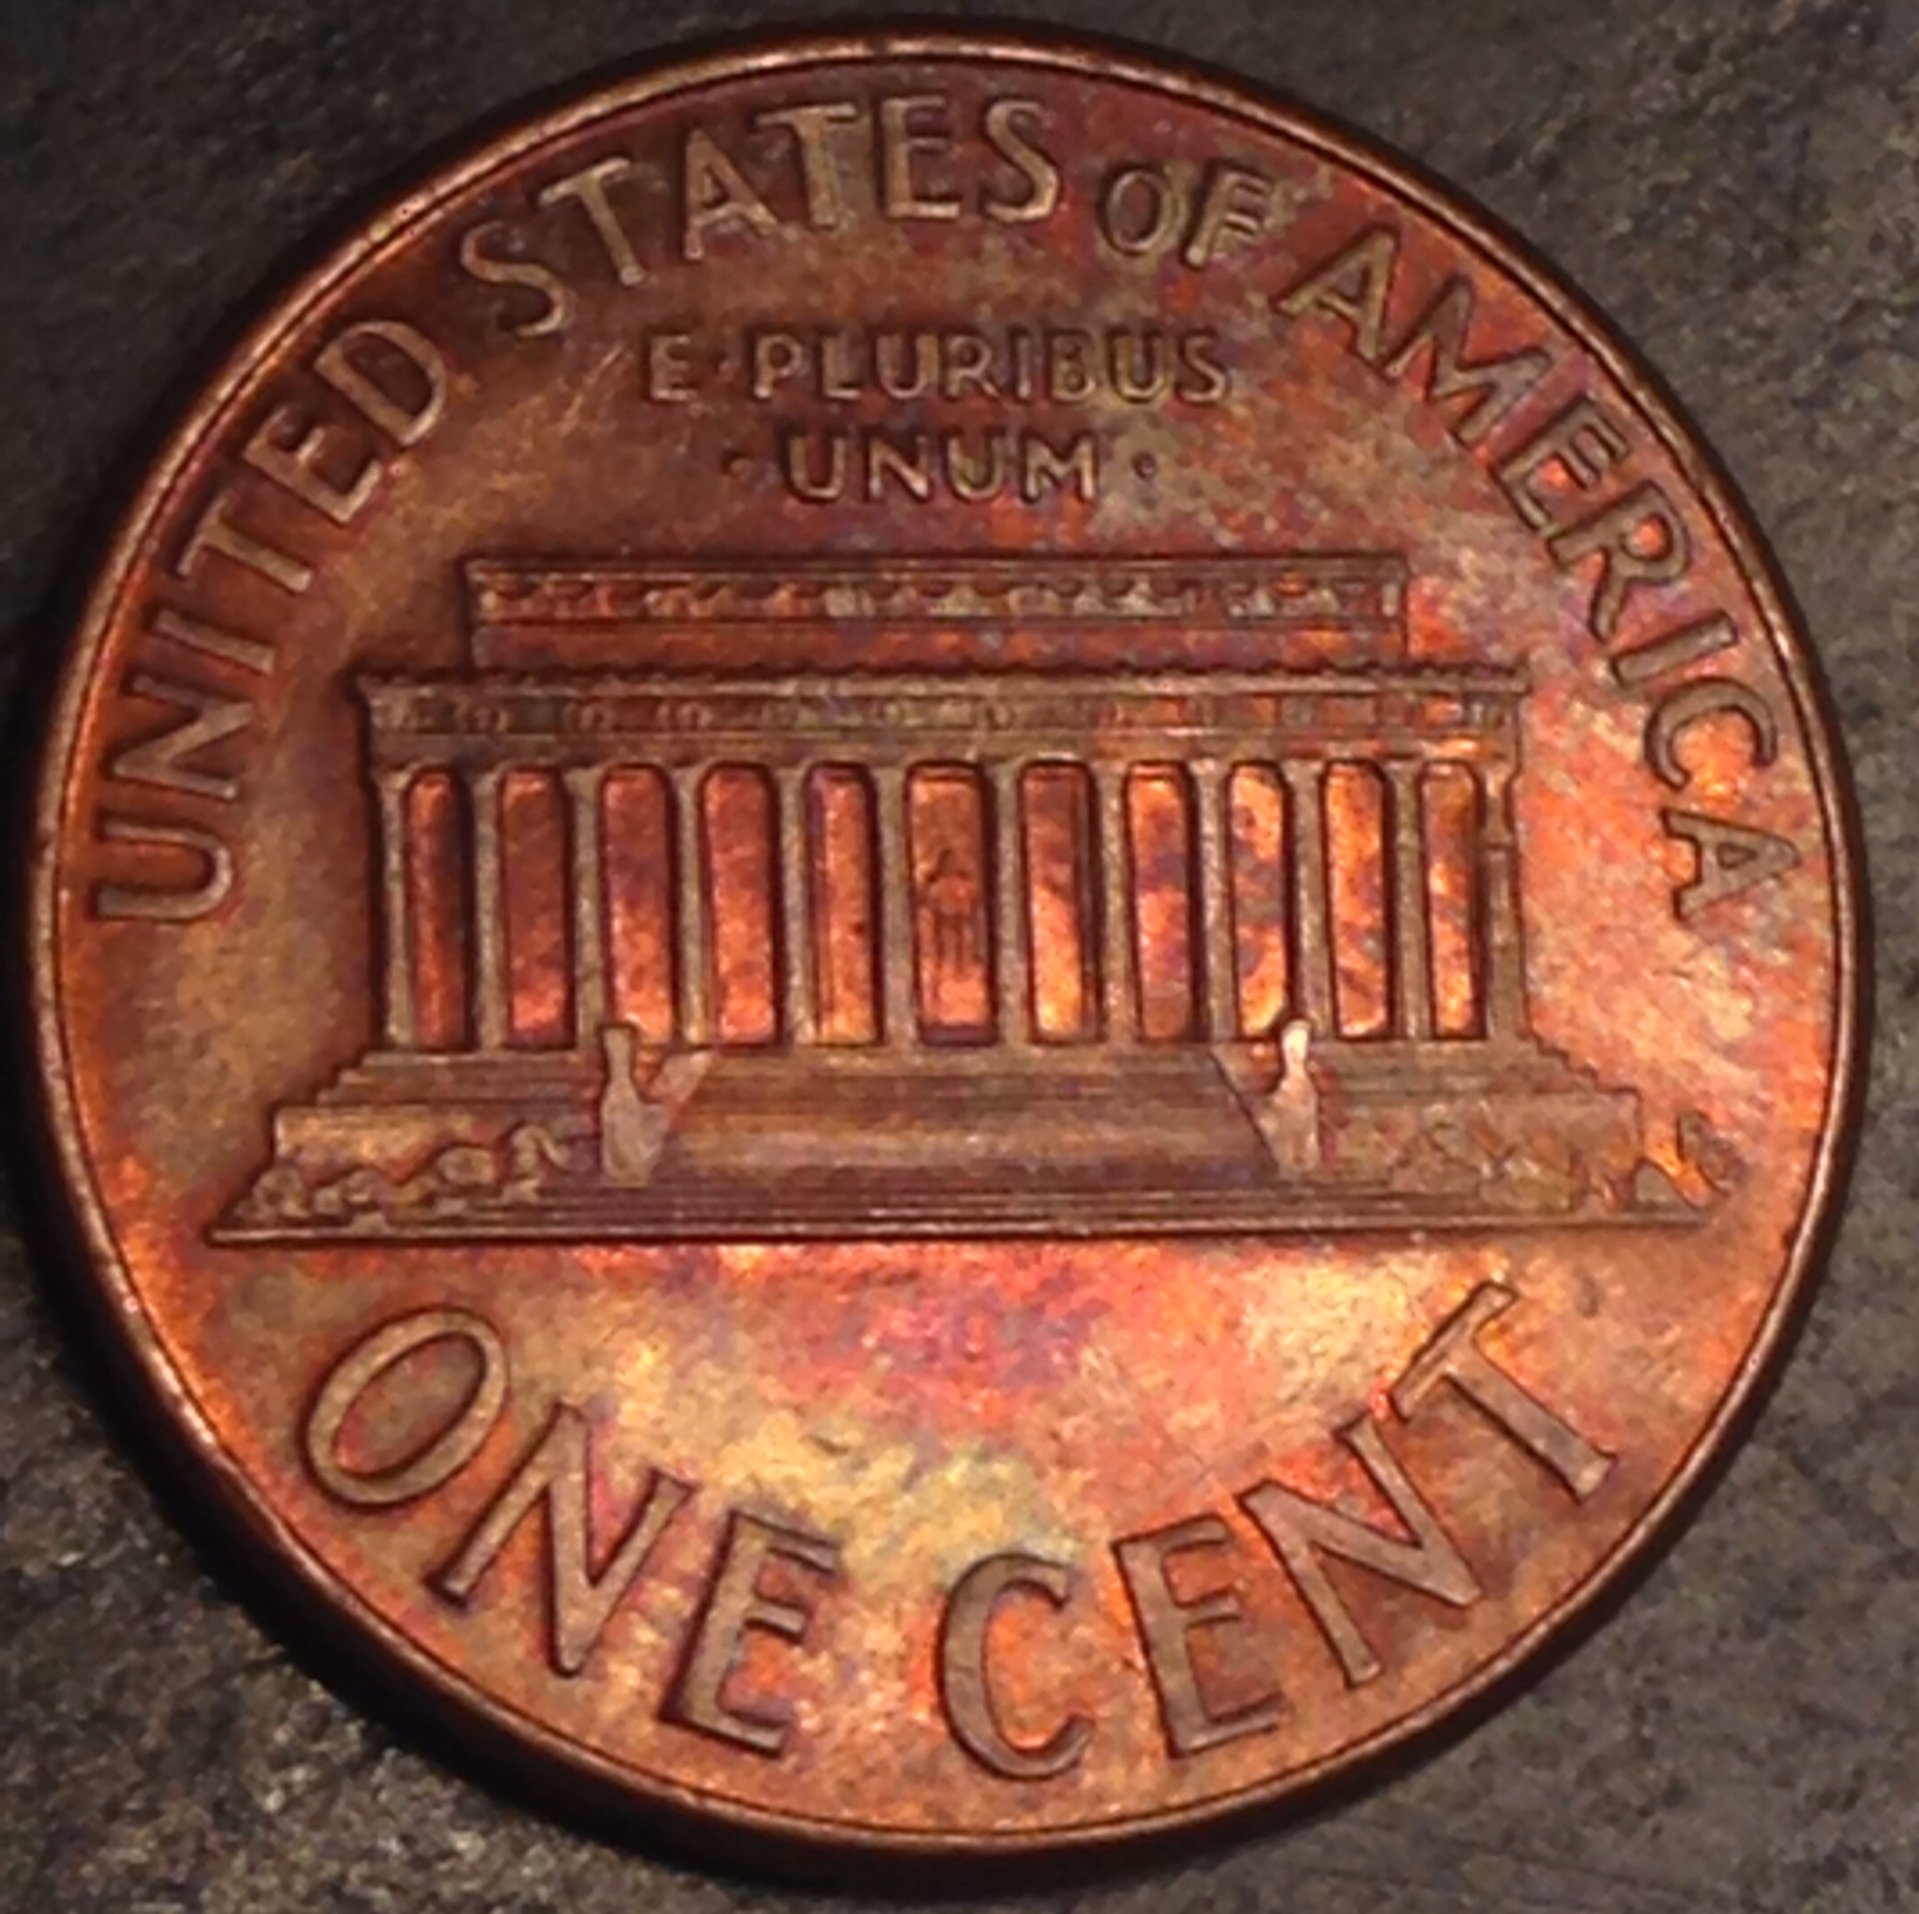 UNITED STATES OF AMERICA
E·PLURIBUS
·UNUM·
ONE CENT